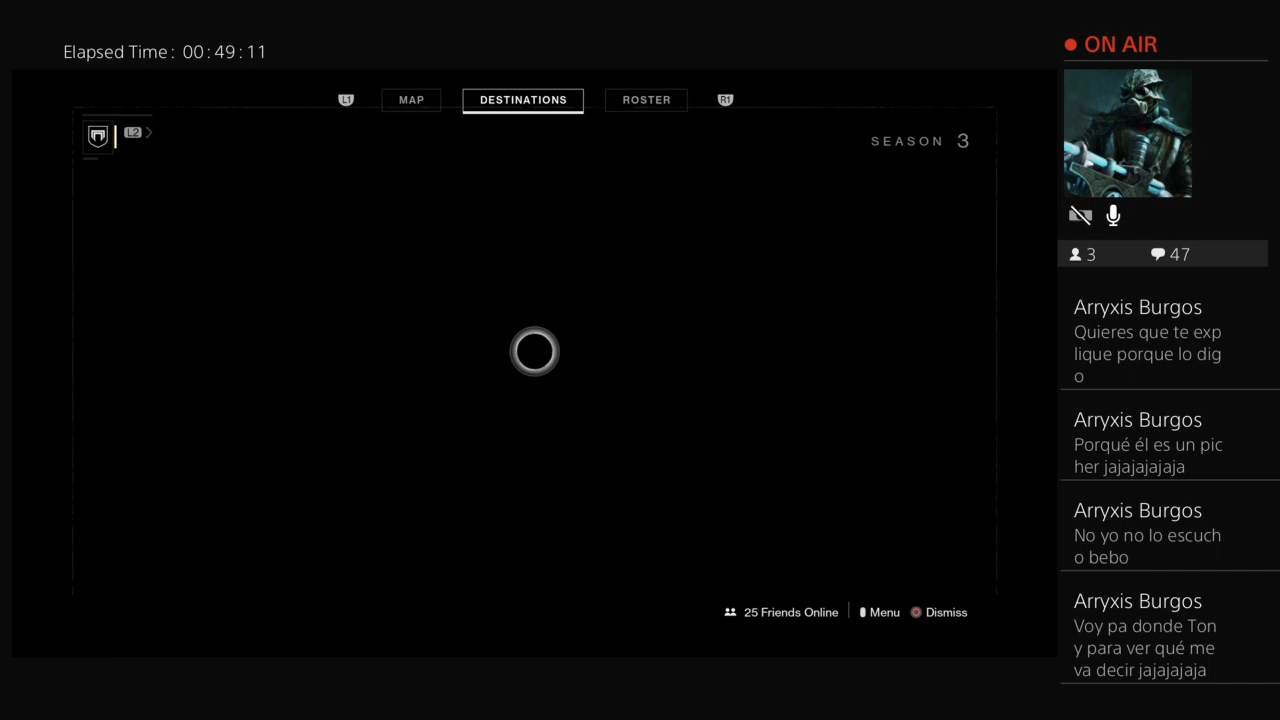 Elapsed Time: 00:49:11
ON AIR
L1 MAP DESTINATIONS ROSTER R1
L2
SEASON 3
3 47
Arryxis Burgos
Quieres que te exp
lique porque lo dig
o
Arryxis Burgos
Porqué él es un pic
her jajajajajaja
Arryxis Burgos
No yo no lo escuch
o bebo
Arryxis Burgos
Voy pa donde Ton
y para ver qué me
va decir jajajajaja
25 Friends Online Menu Dismiss